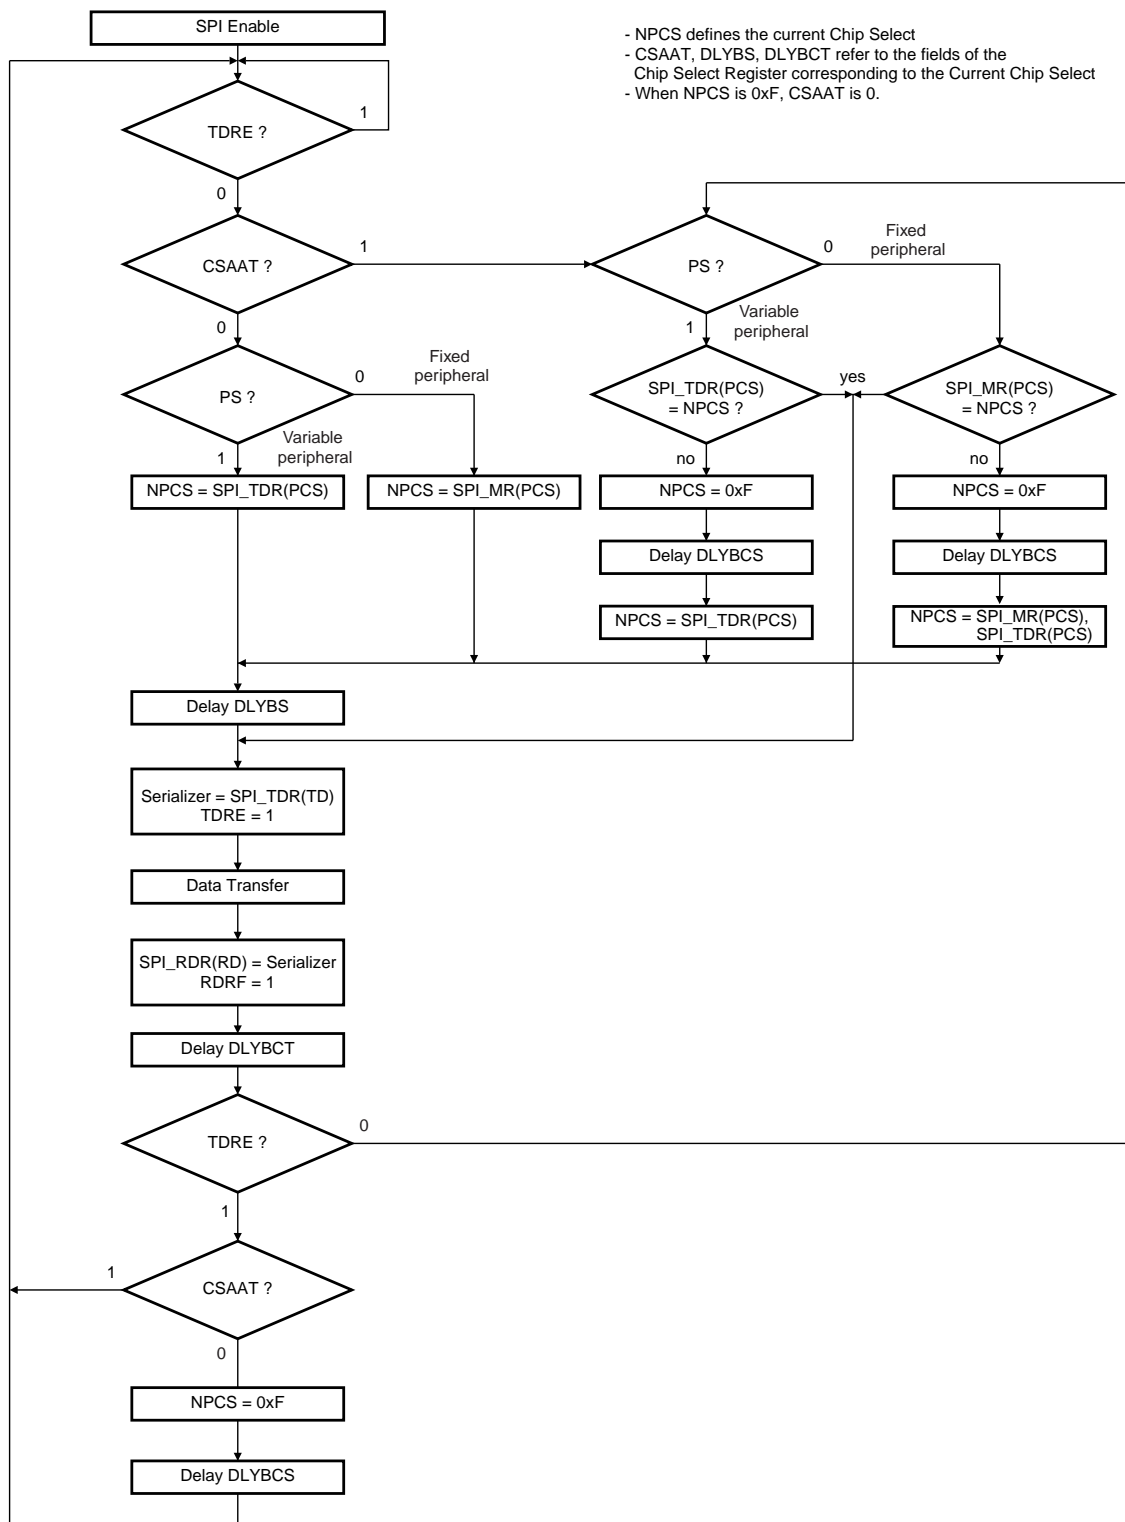 SPI Enable
- NPCS defines the current Chip Select
- CSAAT, DLYBS, DLYBCT refer to the fields of the
Chip Select Register corresponding to the Current Chip Select
- When NPCS is 0xF, CSAAT is 0.
TDRE ?
1
0
CSAAT ?
1
0
PS ?
0
Fixed
peripheral
1
Variable
peripheral
PS ?
0
Fixed
peripheral
1
Variable
peripheral
SPI_TDR(PCS)
= NPCS ?
yes
SPI_MR(PCS)
= NPCS ?
no
no
NPCS = SPI_TDR(PCS)
NPCS = SPI_MR(PCS)
NPCS = 0xF
NPCS = 0xF
Delay DLYBCS
Delay DLYBCS
NPCS = SPI_TDR(PCS)
NPCS = SPI_MR(PCS),
SPI_TDR(PCS)
Delay DLYBS
Serializer = SPI_TDR(TD)
TDRE = 1
Data Transfer
SPI_RDR(RD) = Serializer
RDRF = 1
Delay DLYBCT
TDRE ?
0
1
CSAAT ?
1
0
NPCS = 0xF
Delay DLYBCS